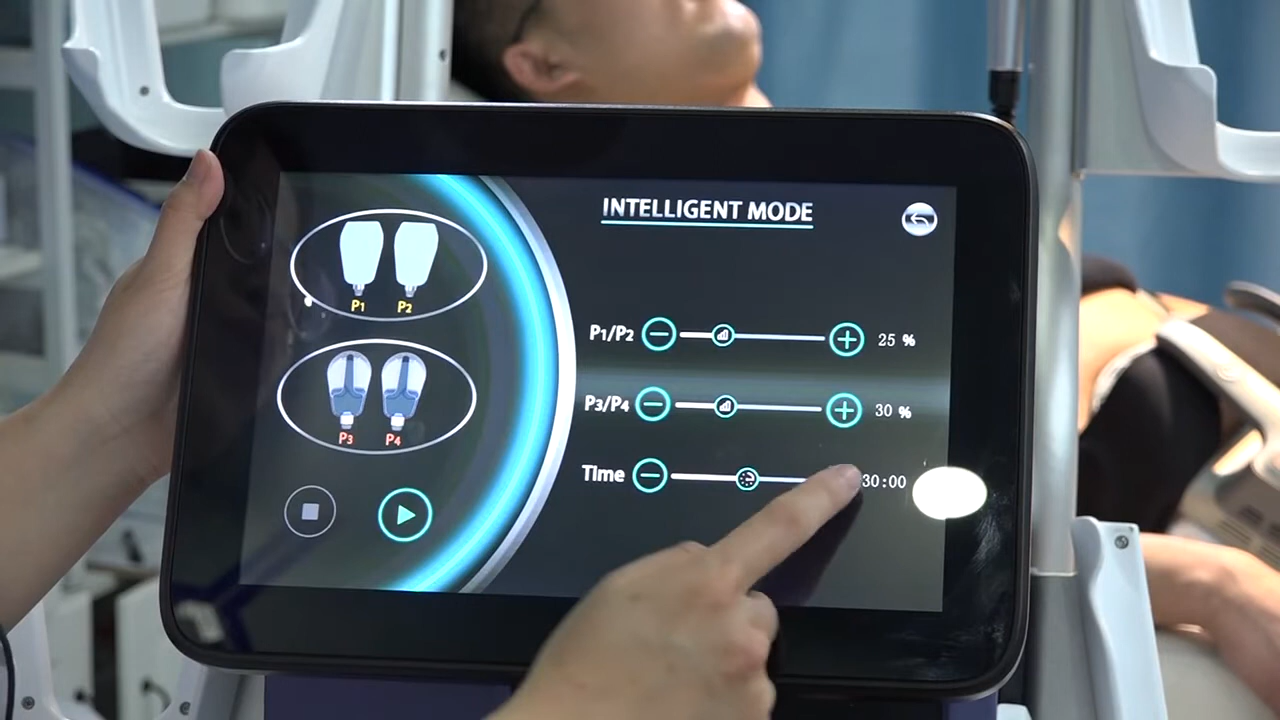 INTELLIGENT MODE
P1 P2
P1/P2 25 %
P3/P4 30 %
P3 P4
Time 30:00